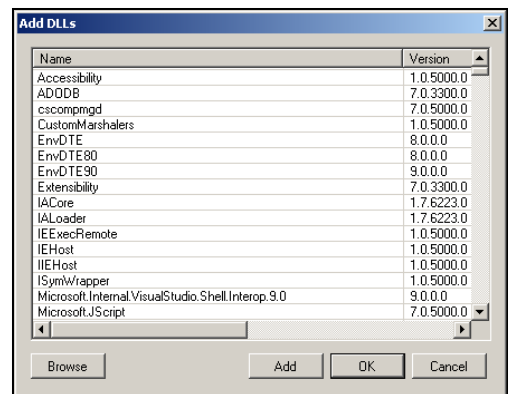 Add DLLs
Name Version
Accessibility 1.0.5000.0
ADODB 7.0.3300.0
cscompmgd 7.0.5000.0
CustomMarshalers 1.0.5000.0
EnvDTE 8.0.0.0
EnvDTE80 8.0.0.0
EnvDTE90 9.0.0.0
Extensibility 7.0.3300.0
IACore 1.7.6223.0
IALoader 1.7.6223.0
IEExecRemote 1.0.5000.0
IEHost 1.0.5000.0
IIEHost 1.0.5000.0
ISymWrapper 1.0.5000.0
Microsoft.Internal.VisualStudio.Shell.Interop.9.0 9.0.0.0
Microsoft.JScript 7.0.5000.0
Browse Add OK Cancel